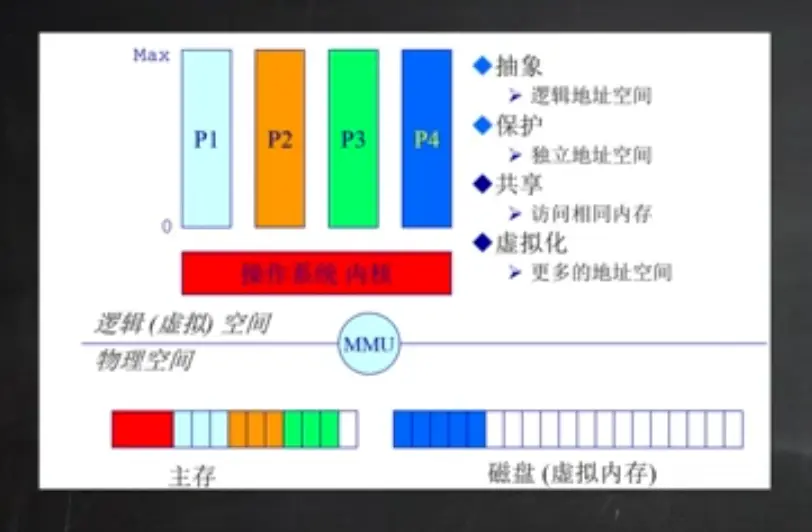 Max
P1
P2
P3
P4
0
操作系统 内核
抽象
逻辑地址空间
保护
独立地址空间
共享
访问相同内存
虚拟化
更多的地址空间
逻辑 (虚拟) 空间
MMU
物理空间
主存
磁盘 (虚拟内存)